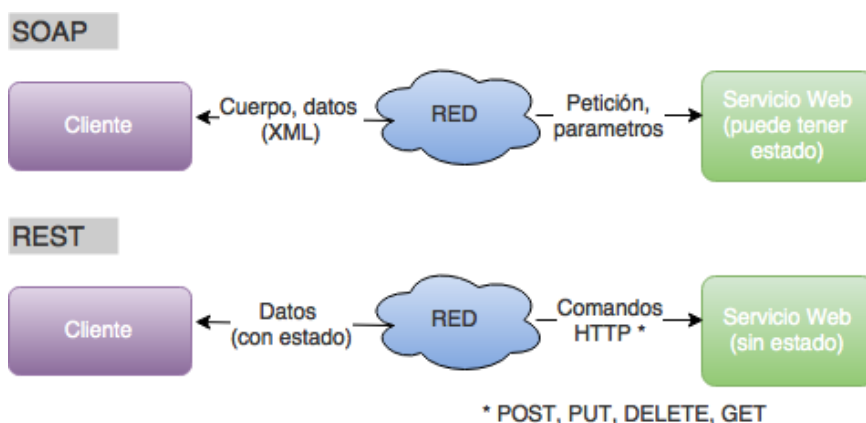 SOAP
Cliente
Cuerpo, datos
(XML)
RED
Petición,
parametros
Servicio Web
(puede tener
estado)
REST
Cliente
Datos
(con estado)
RED
Comandos
HTTP *
Servicio Web
(sin estado)
* POST, PUT, DELETE, GET